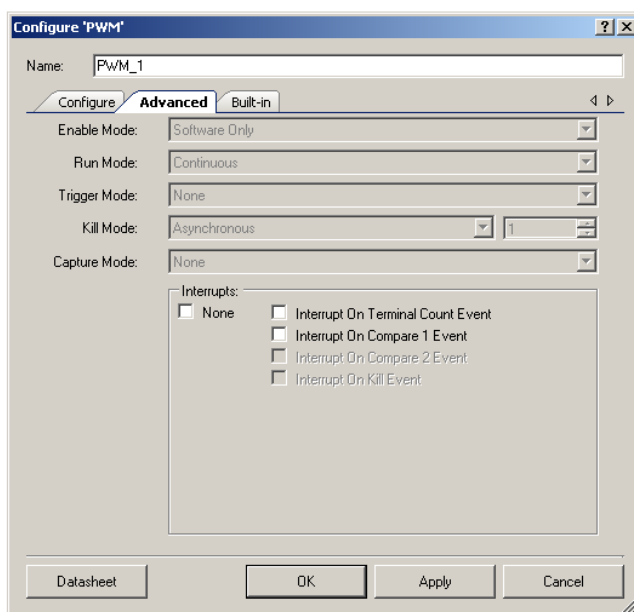 Configure 'PWM'
Name: PWM_1
Configure Advanced Built-in
Enable Mode: Software Only
Run Mode: Continuous
Trigger Mode: None
Kill Mode: Asynchronous 1
Capture Mode: None
Interrupts:
None Interrupt On Terminal Count Event
Interrupt On Compare 1 Event
Interrupt On Compare 2 Event
Interrupt On Kill Event
Datasheet OK Apply Cancel